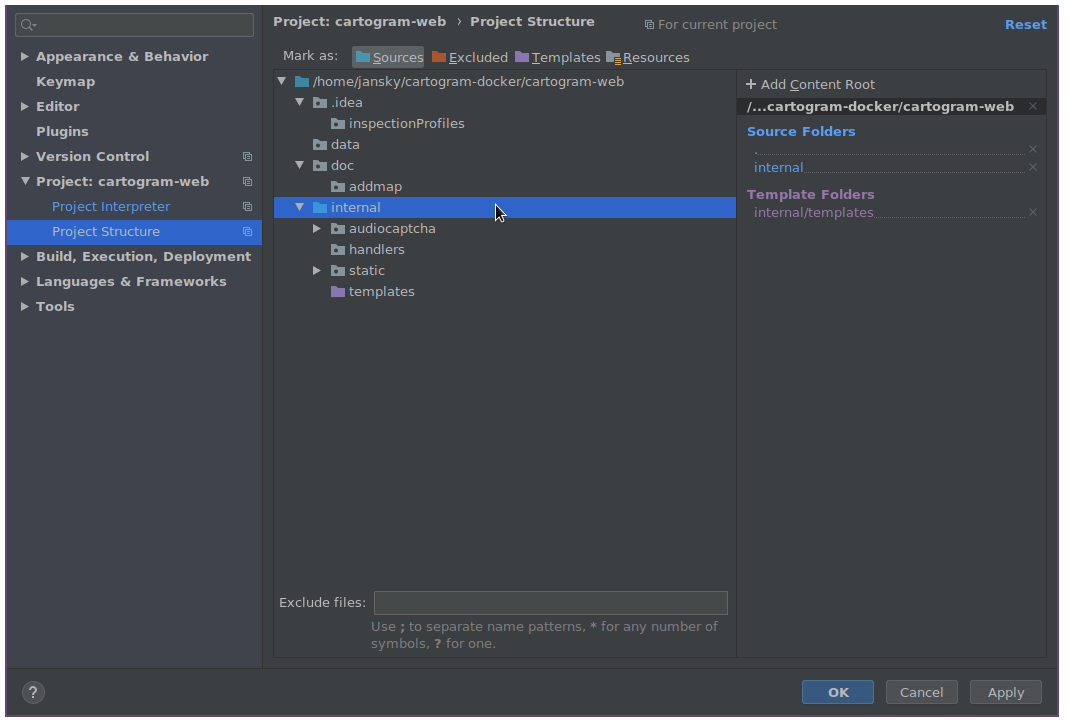 Project: cartogram-web › Project Structure
For current project
Reset
Appearance & Behavior
Keymap
Editor
Plugins
Version Control
Project: cartogram-web
Project Interpreter
Project Structure
Build, Execution, Deployment
Languages & Frameworks
Tools
Mark as: Sources Excluded Templates Resources
/home/jansky/cartogram-docker/cartogram-web
.idea
inspectionProfiles
data
doc
addmap
internal
audiocaptcha
handlers
static
templates
Exclude files:
Use ; to separate name patterns, * for any number of
symbols, ? for one.
+ Add Content Root
/...cartogram-docker/cartogram-web
Source Folders
.
internal
Template Folders
internal/templates
?
OK
Cancel
Apply